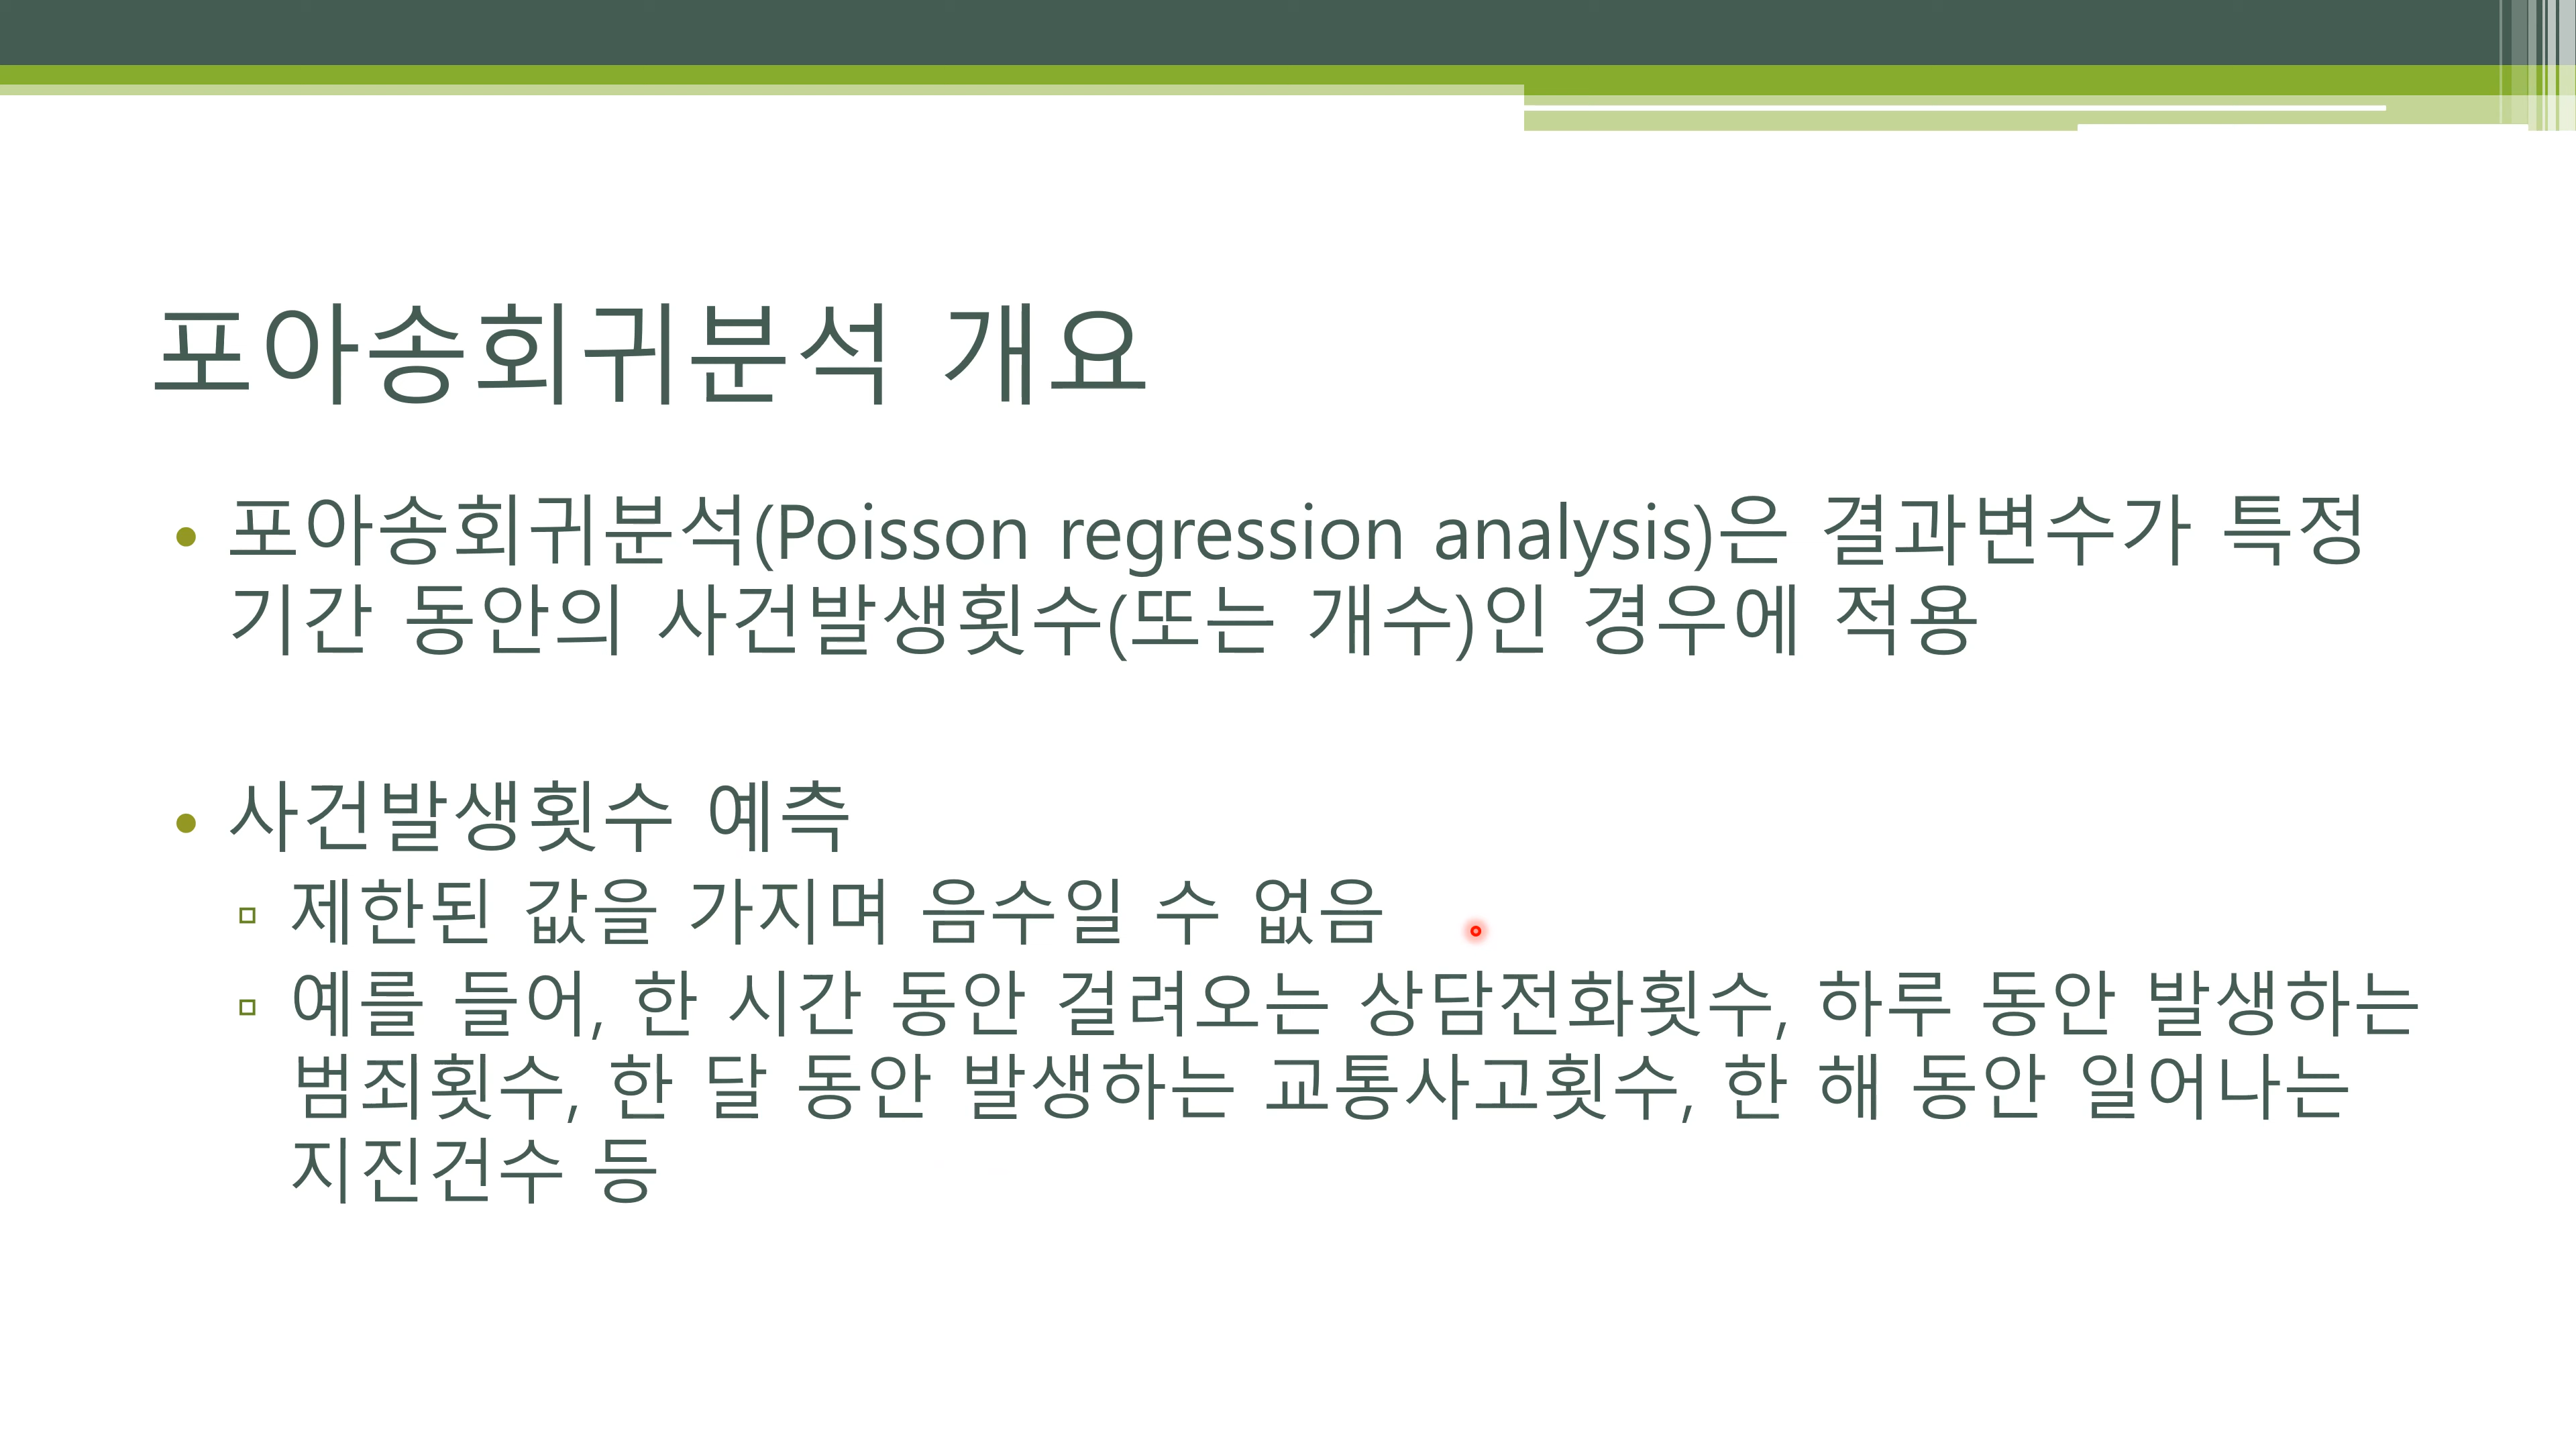 포아송회귀분석 개요
• 포아송회귀분석(Poisson regression analysis)은 결과변수가 특정
기간 동안의 사건발생횟수(또는 개수)인 경우에 적용
• 사건발생횟수 예측
▫ 제한된 값을 가지며 음수일 수 없음
▫ 예를 들어, 한 시간 동안 걸려오는 상담전화횟수, 하루 동안 발생하는
범죄횟수, 한 달 동안 발생하는 교통사고횟수, 한 해 동안 일어나는
지진건수 등